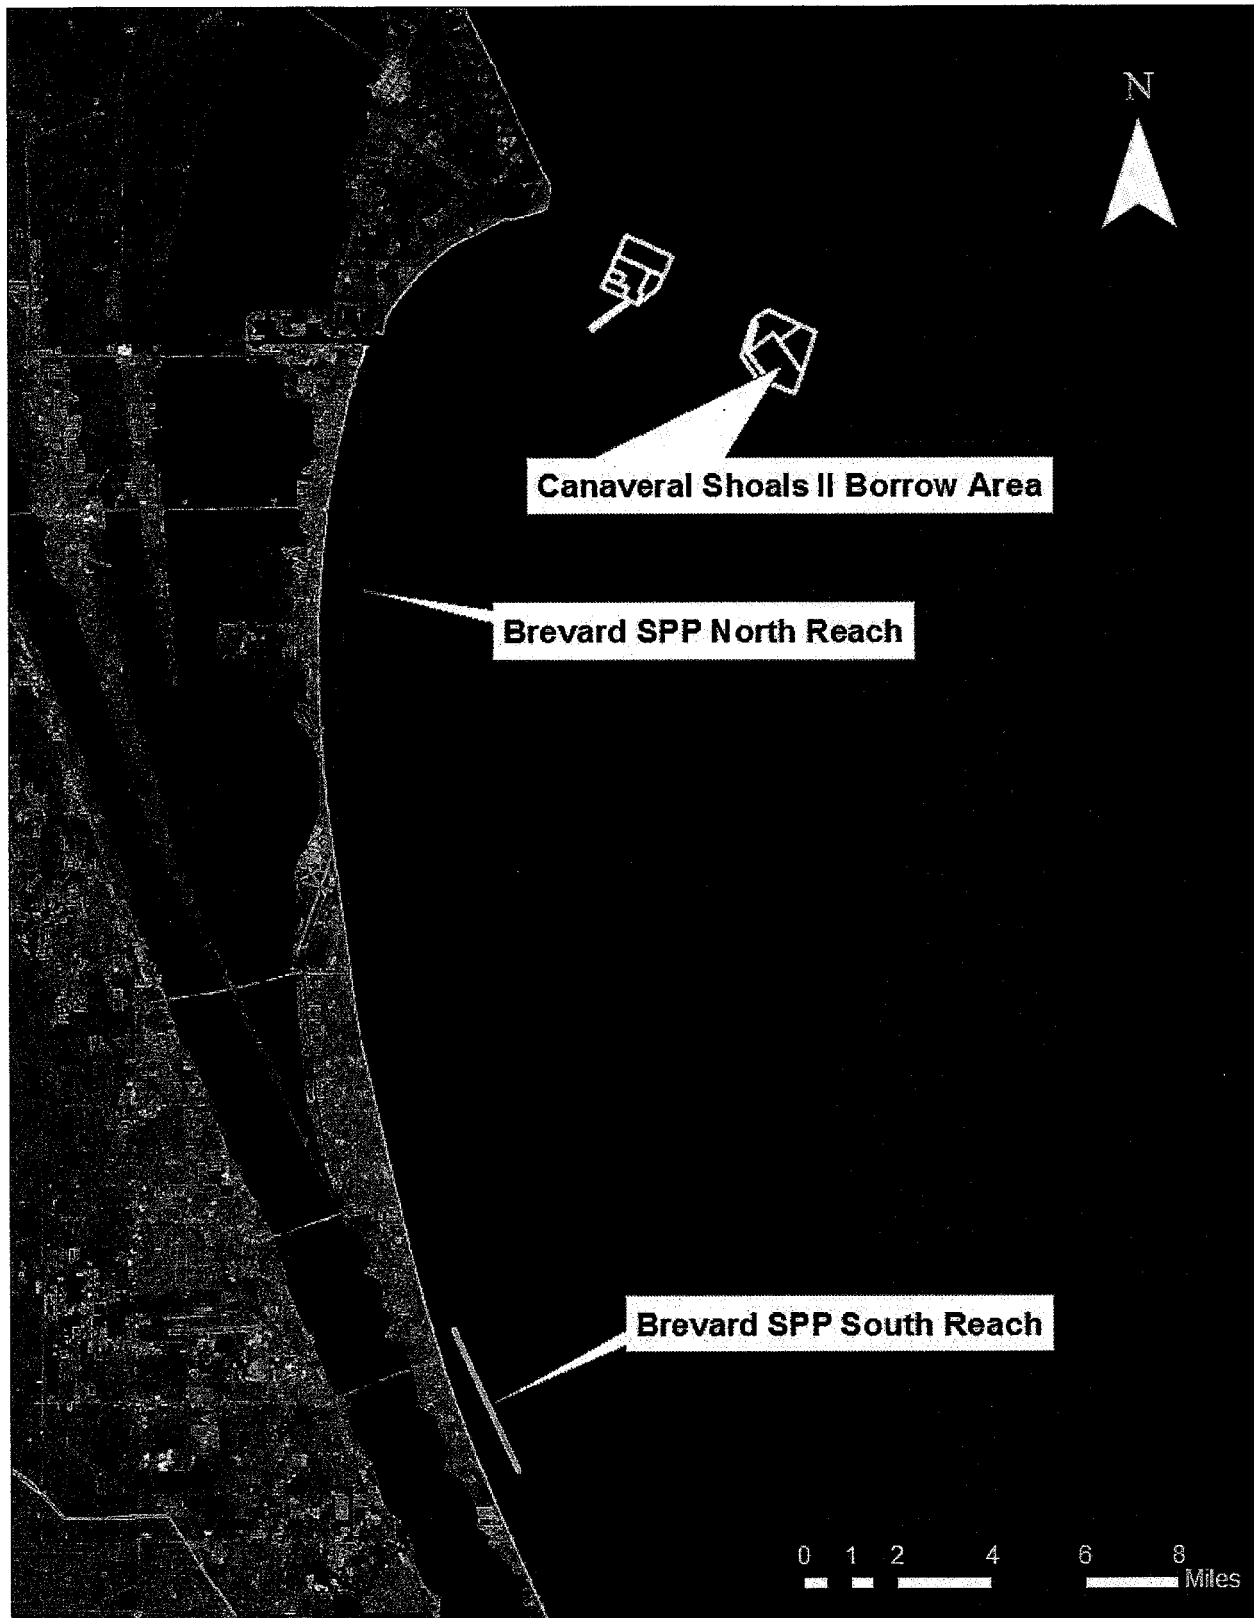 N
Canaveral Shoals II Borrow Area
Brevard SPP North Reach
Brevard SPP South Reach
0 1 2 4 6 8
Miles